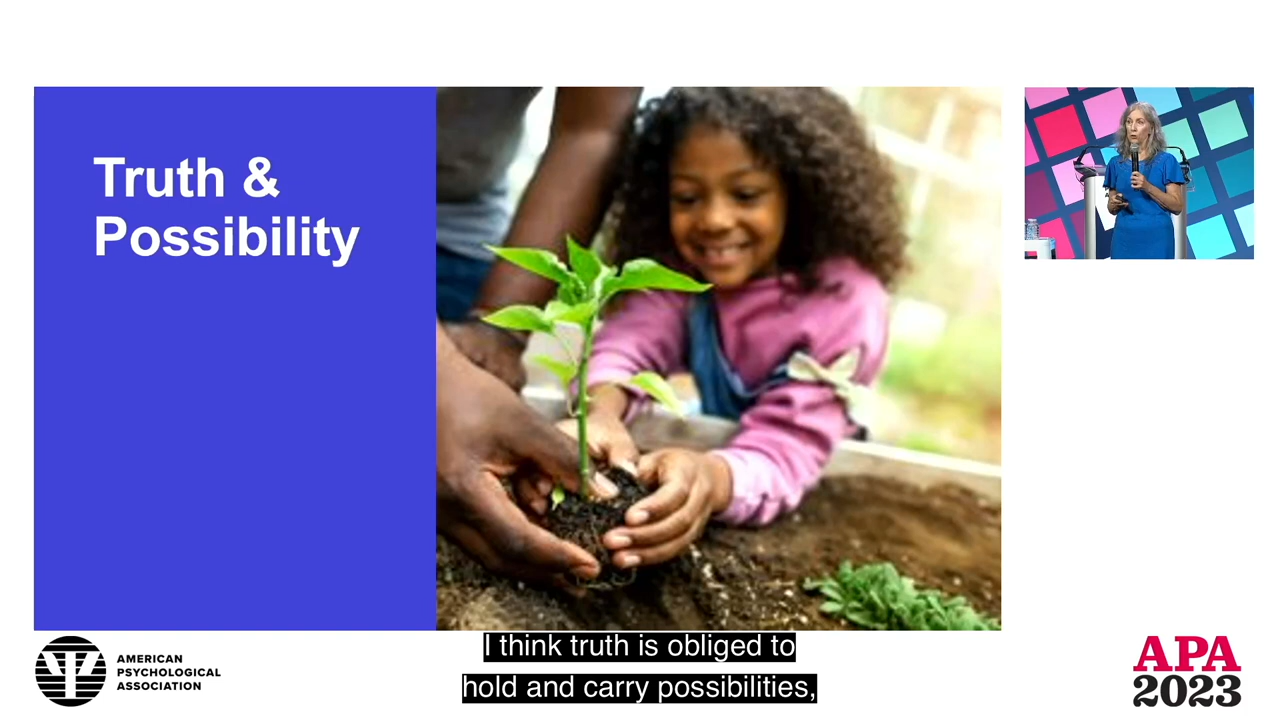 Truth &
Possibility
I think truth is obliged to
hold and carry possibilities,
AMERICAN
PSYCHOLOGICAL
ASSOCIATION
APA
2023